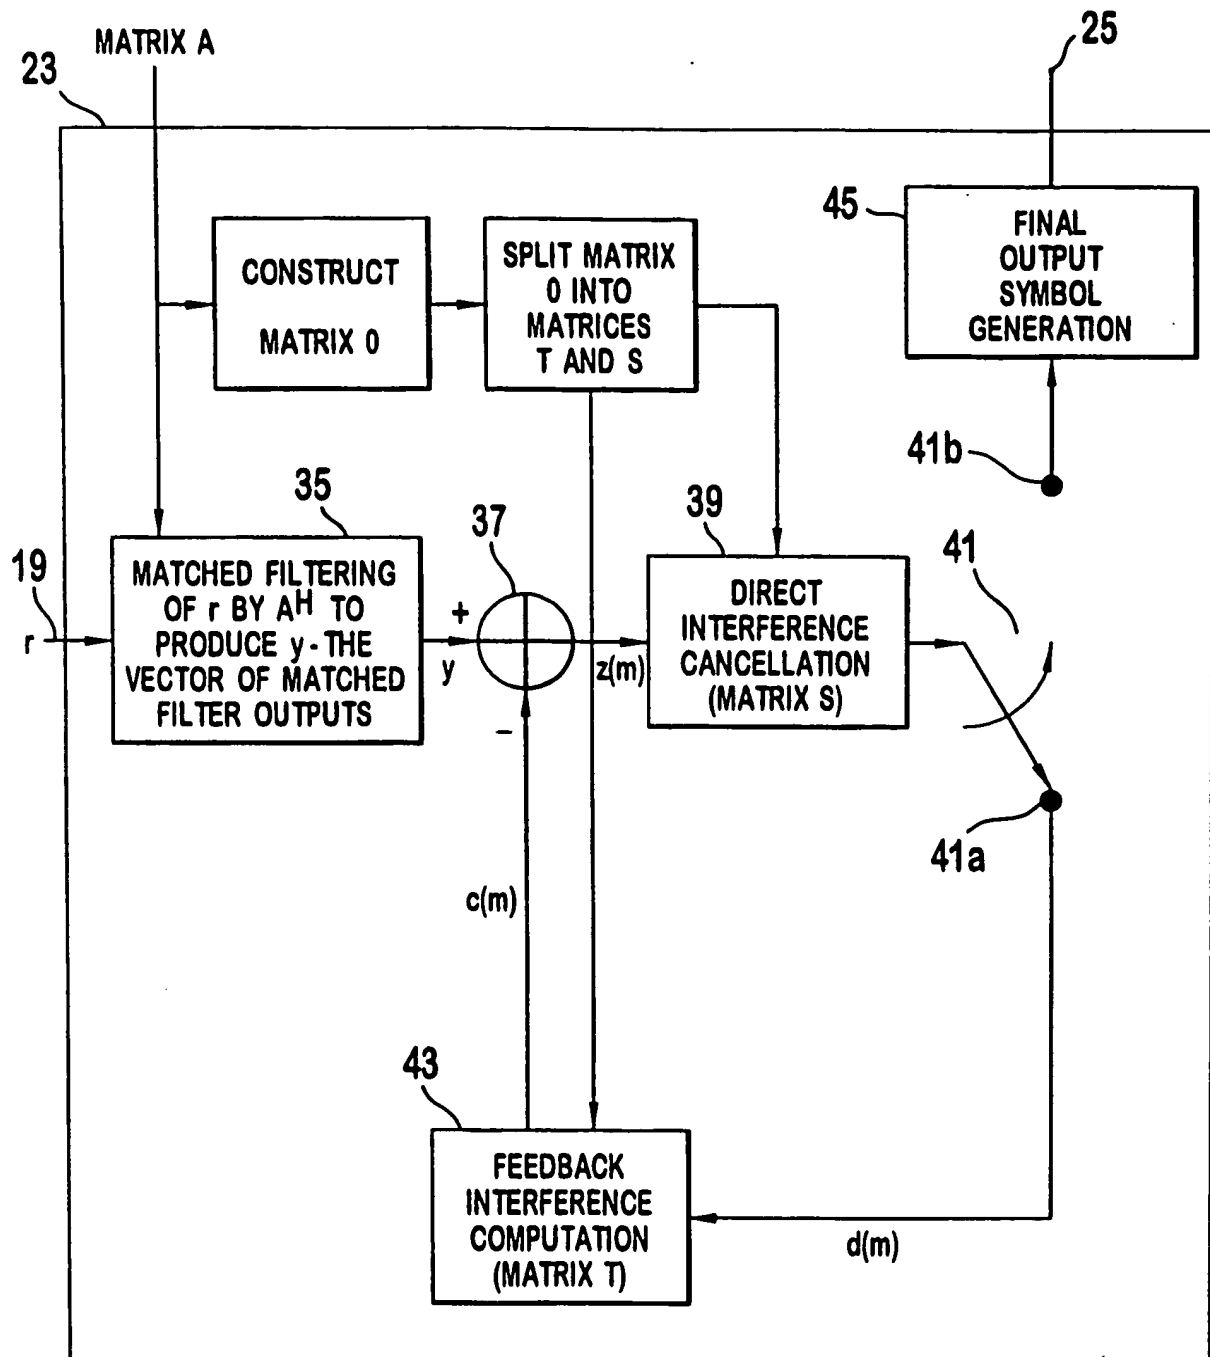 MATRIX A
25
23
45
FINAL
OUTPUT
SYMBOL
GENERATION
CONSTRUCT
MATRIX 0
SPLIT MATRIX
0 INTO
MATRICES
T AND S
41b
35
37
39
41
19
r
MATCHED FILTERING
OF r BY A^H TO
PRODUCE y - THE
VECTOR OF MATCHED
FILTER OUTPUTS
+
y
−
z(m)
DIRECT
INTERFERENCE
CANCELLATION
(MATRIX S)
41a
c(m)
43
FEEDBACK
INTERFERENCE
COMPUTATION
(MATRIX T)
d(m)